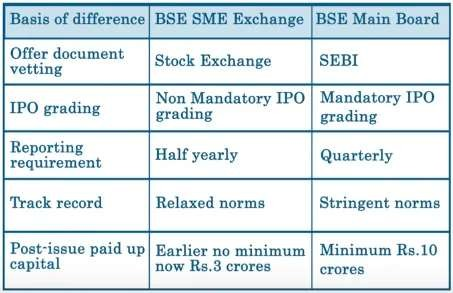 Basis of difference BSE SME Exchange BSE Main Board
Offer document vetting Stock Exchange SEBI
IPO grading Non Mandatory IPO grading Mandatory IPO grading
Reporting requirement Half yearly Quarterly
Track record Relaxed norms Stringent norms
Post-issue paid up capital Earlier no minimum now Rs.3 crores Minimum Rs.10 crores